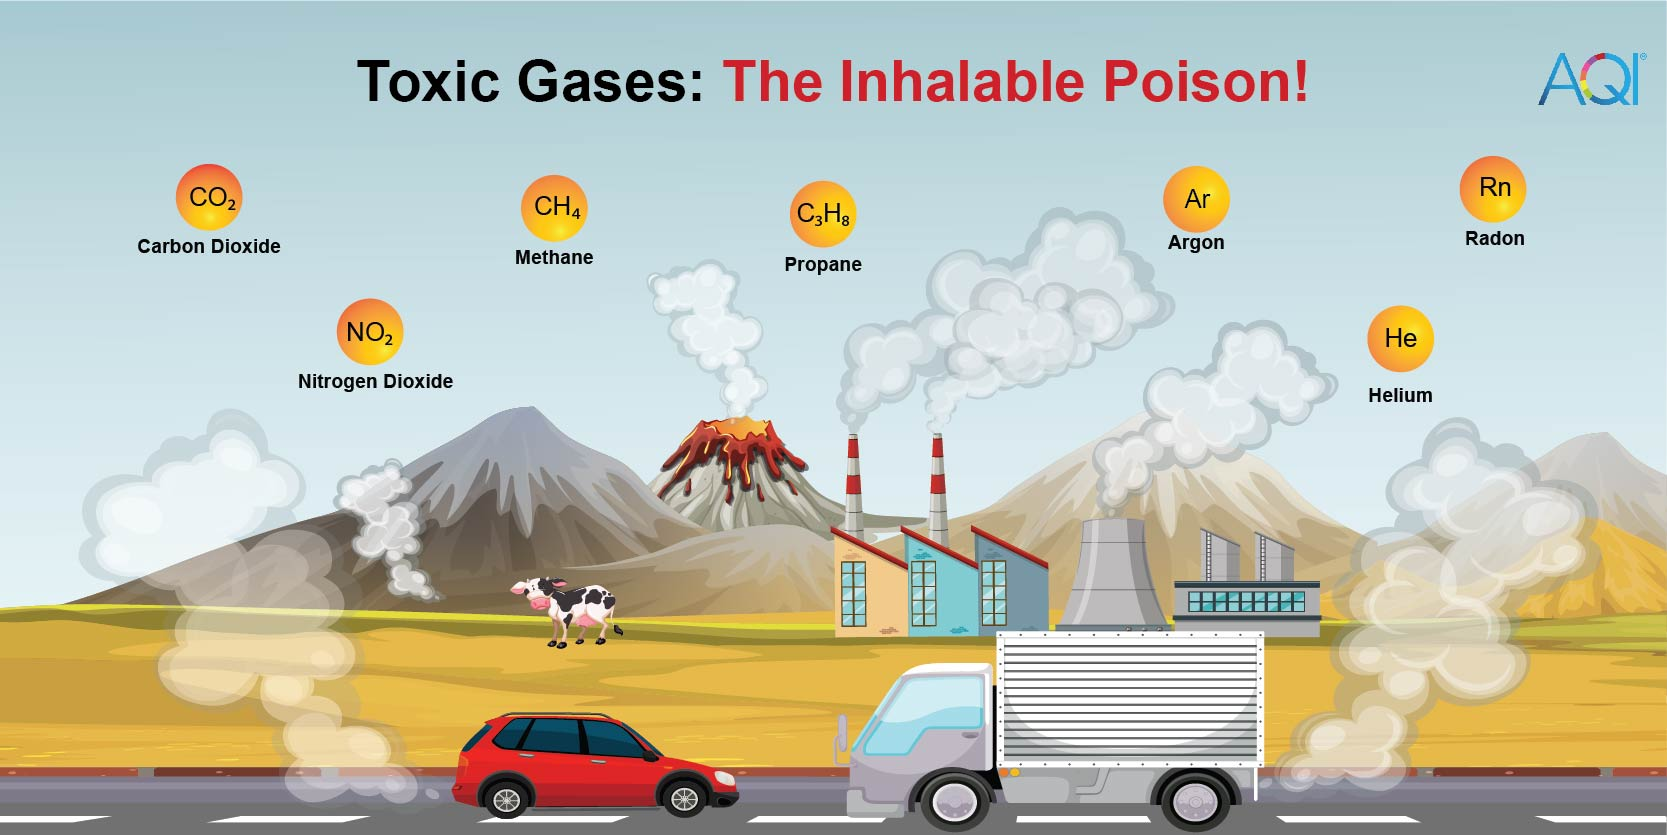 Toxic Gases: The Inhalable Poison!
AQI®
CO₂
Carbon Dioxide
CH₄
Methane
C₃H₈
Propane
Ar
Argon
Rn
Radon
NO₂
Nitrogen Dioxide
He
Helium